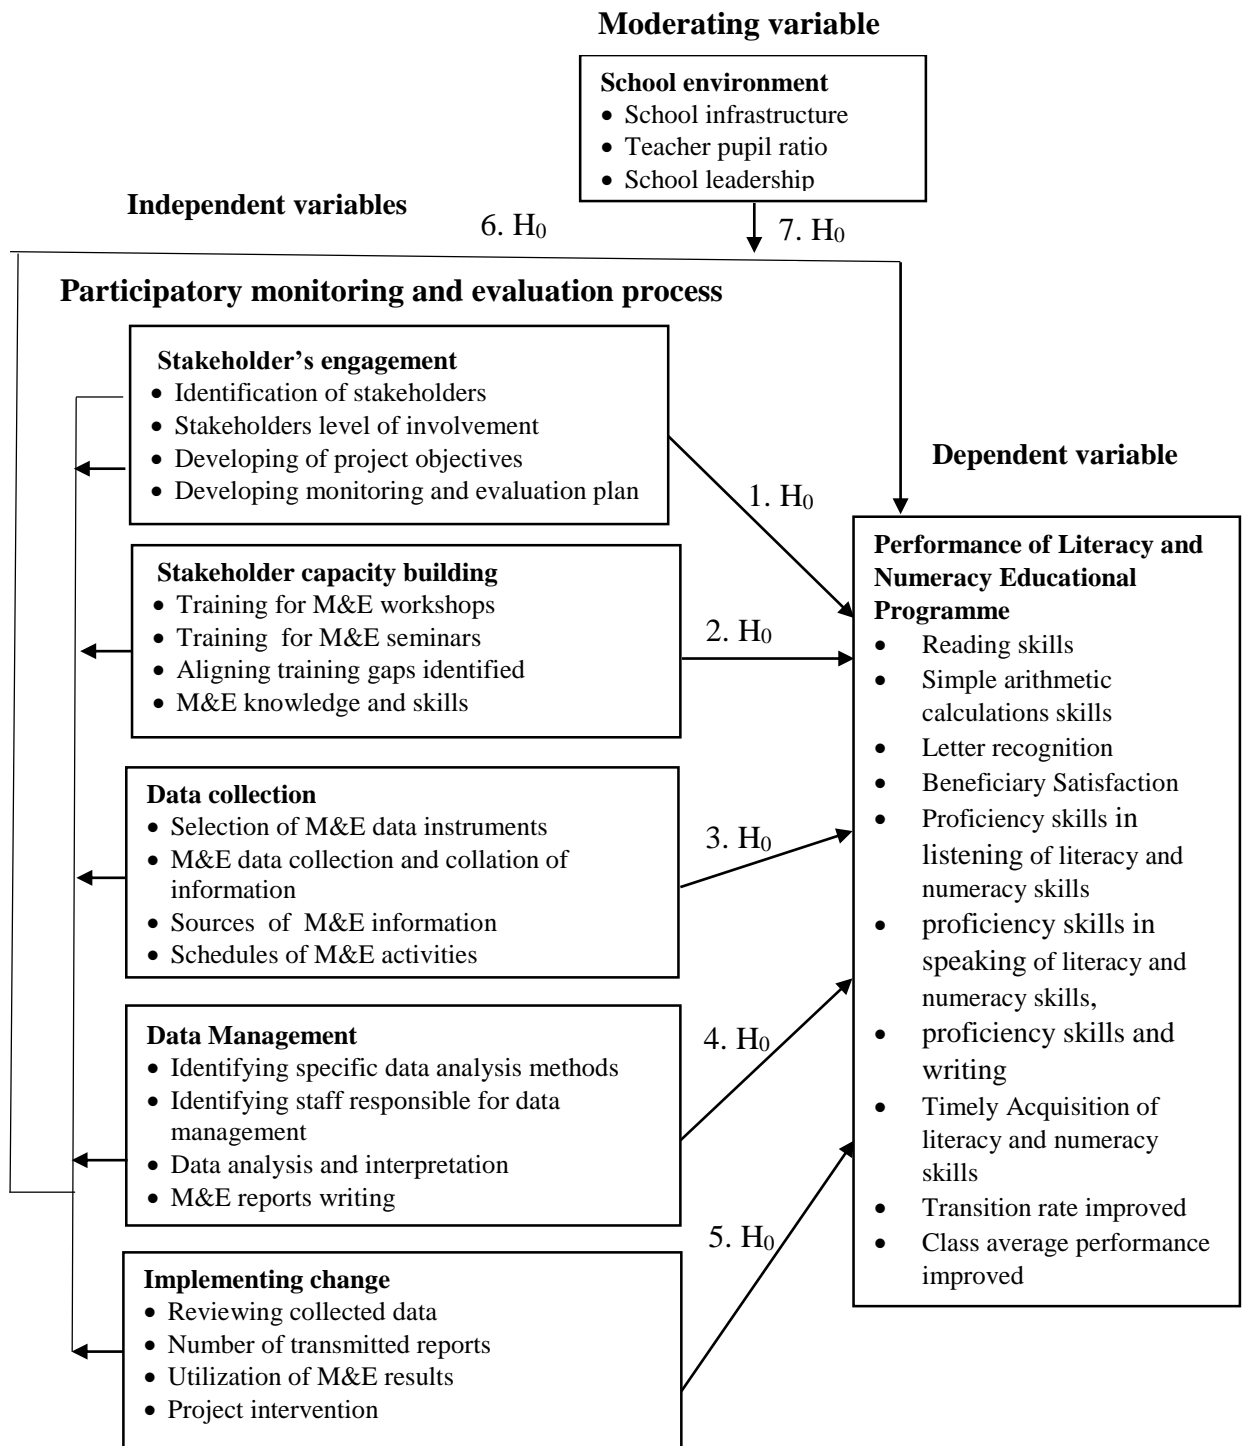 Moderating variable
School environment
• School infrastructure
• Teacher pupil ratio
• School leadership
Independent variables
6. H₀
7. H₀
Participatory monitoring and evaluation process
Stakeholder’s engagement
• Identification of stakeholders
• Stakeholders level of involvement
• Developing of project objectives
• Developing monitoring and evaluation plan
1. H₀
Stakeholder capacity building
• Training for M&E workshops
• Training for M&E seminars
• Aligning training gaps identified
• M&E knowledge and skills
2. H₀
Data collection
• Selection of M&E data instruments
• M&E data collection and collation of
information
• Sources of M&E information
• Schedules of M&E activities
3. H₀
Data Management
• Identifying specific data analysis methods
• Identifying staff responsible for data
management
• Data analysis and interpretation
• M&E reports writing
4. H₀
Implementing change
• Reviewing collected data
• Number of transmitted reports
• Utilization of M&E results
• Project intervention
5. H₀
Dependent variable
Performance of Literacy and
Numeracy Educational
Programme
• Reading skills
• Simple arithmetic
calculations skills
• Letter recognition
• Beneficiary Satisfaction
• Proficiency skills in
listening of literacy and
numeracy skills
• proficiency skills in
speaking of literacy and
numeracy skills,
• proficiency skills and
writing
• Timely Acquisition of
literacy and numeracy
skills
• Transition rate improved
• Class average performance
improved